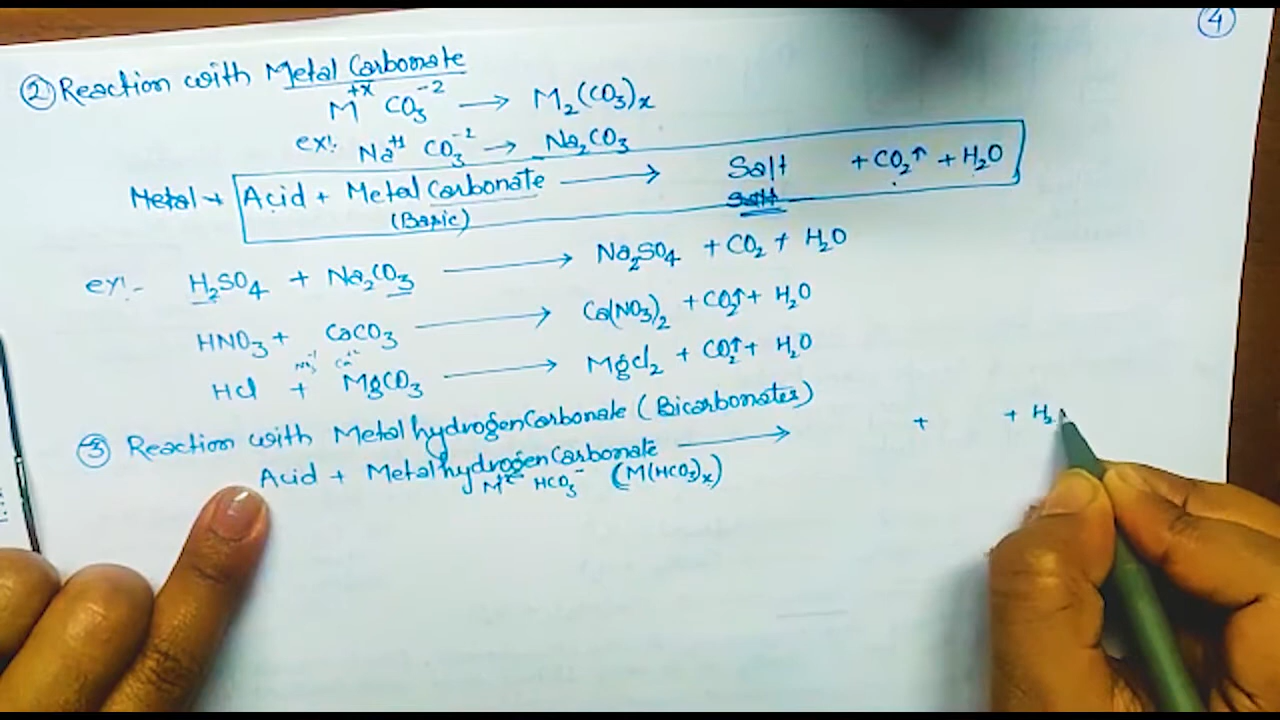 ④
② Reaction with Metal Carbonate
M⁺ˣ CO₃⁻² → M₂(CO₃)ₓ
ex!. Na⁺¹ CO₃⁻² → Na₂CO₃
Metal + Acid + Metal Carbonate → Salt + CO₂↑ + H₂O
(Basic)
ex!- H₂SO₄ + Na₂CO₃ → Na₂SO₄ + CO₂ + H₂O
HNO₃ + CaCO₃ → Ca(NO₃)₂ + CO₂↑ + H₂O
HCl + MgCO₃ → MgCl₂ + CO₂↑ + H₂O
③ Reaction with Metal hydrogen Carbonate (Bicarbonates)
Acid + Metal hydrogen Carbonate → + + H₂
M⁺ˣ HCO₃⁻ (M(HCO₃)ₓ)